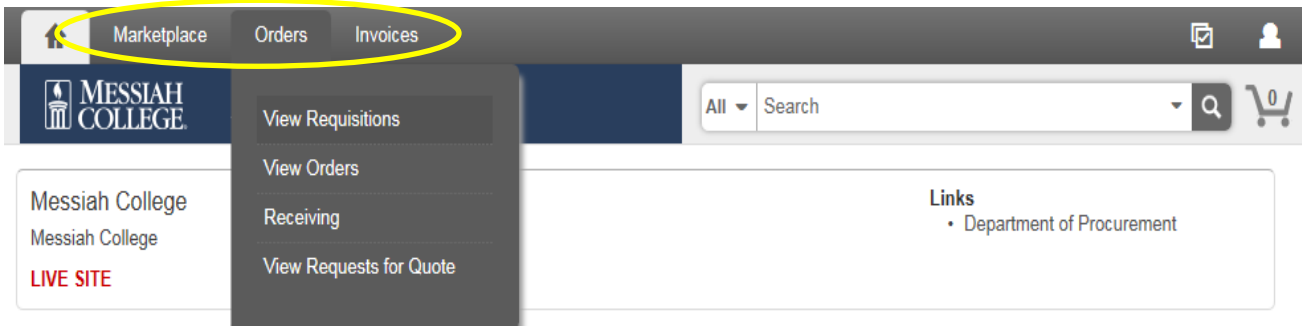 Marketplace Orders Invoices
MESSIAH
COLLEGE
All Search
0
View Requisitions
View Orders
Receiving
View Requests for Quote
Messiah College
Messiah College
LIVE SITE
Links
• Department of Procurement